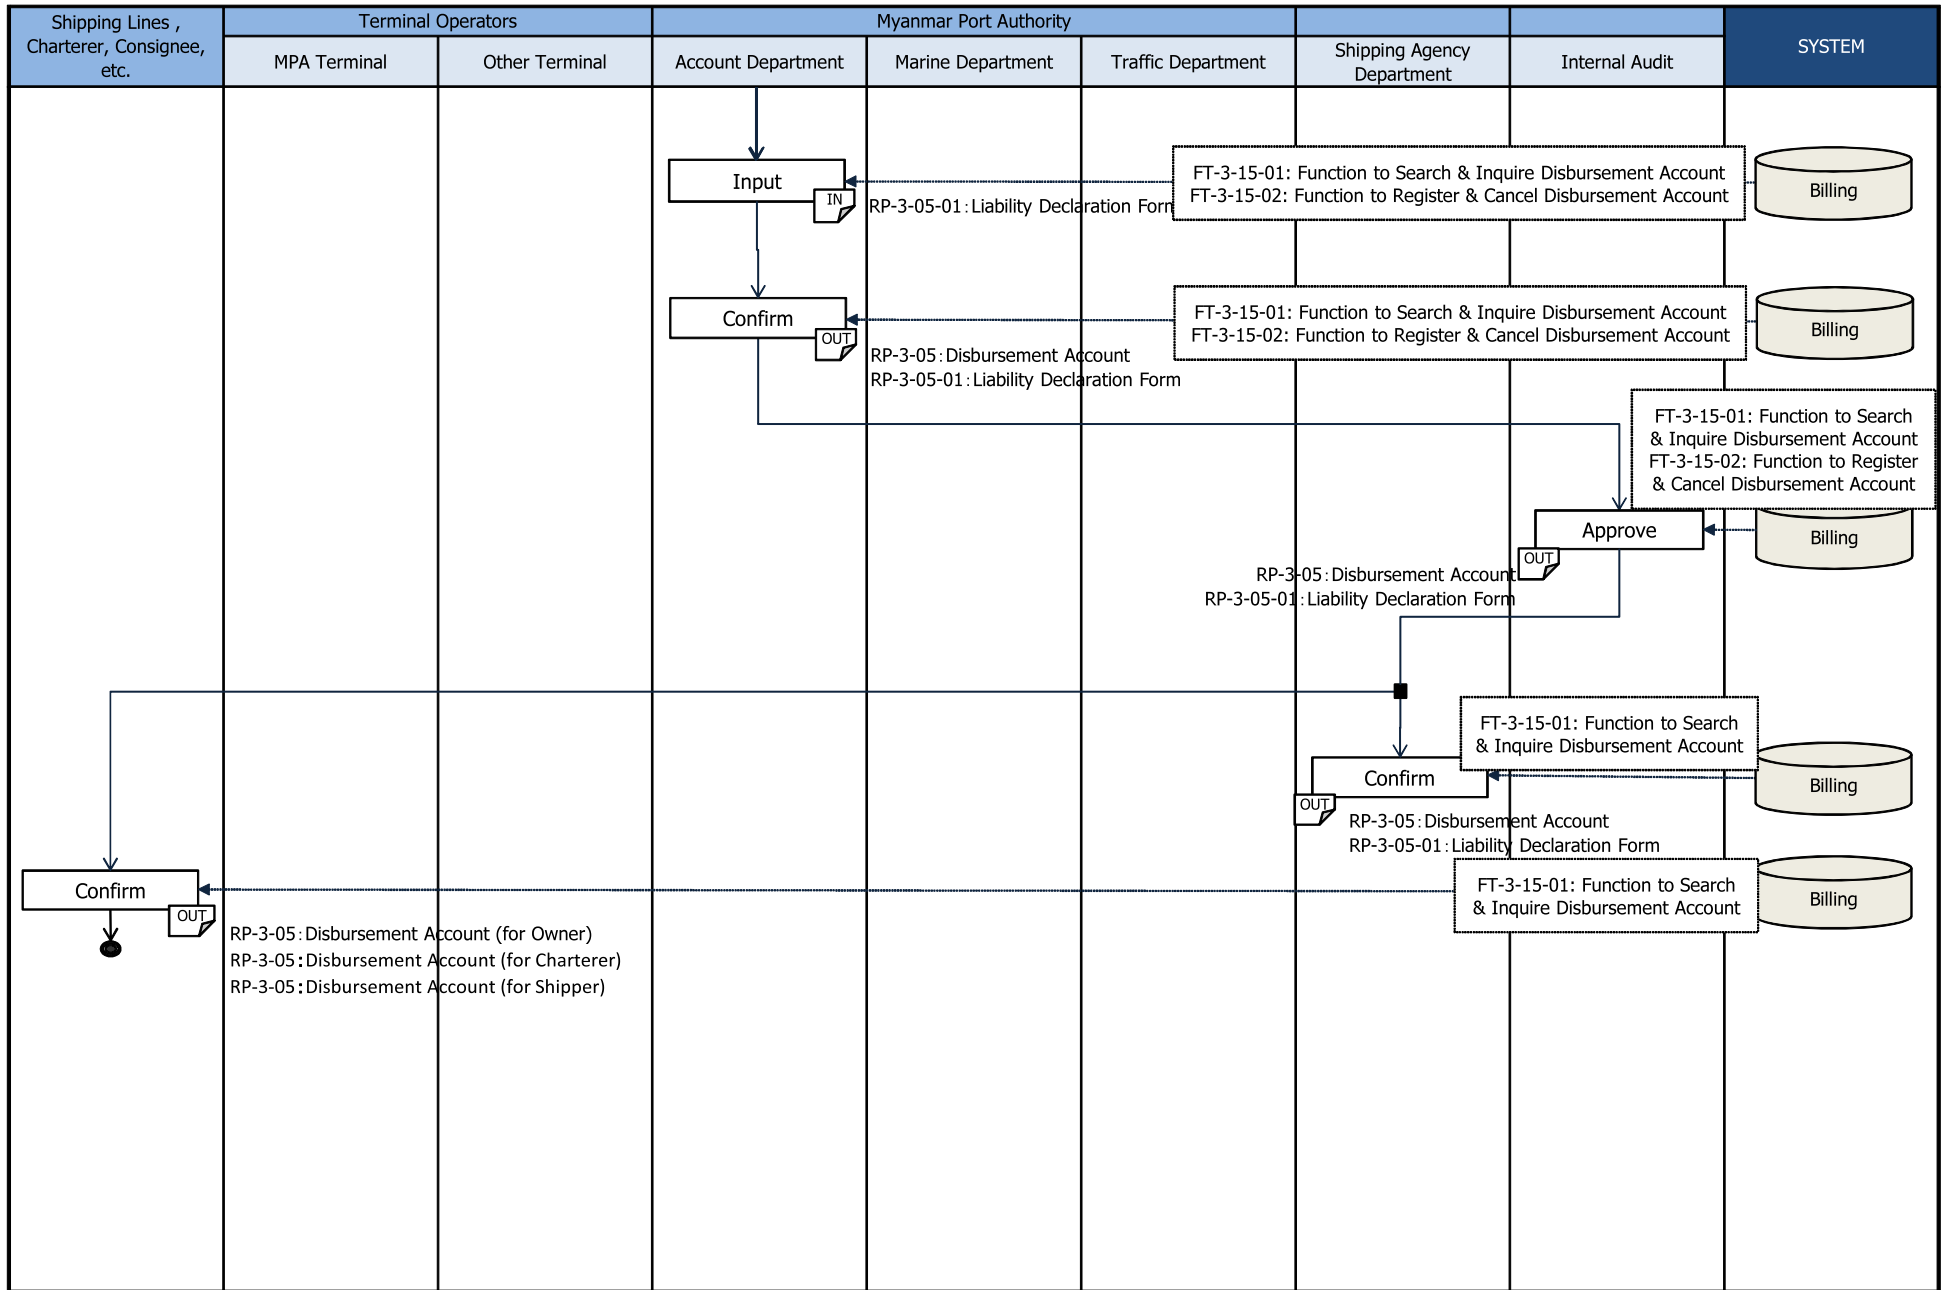 Shipping Lines ,
Charterer, Consignee,
etc.
Terminal Operators
Myanmar Port Authority
SYSTEM
MPA Terminal
Other Terminal
Account Department
Marine Department
Traffic Department
Shipping Agency
Department
Internal Audit
Input
IN
RP-3-05-01:Liability Declaration Form
FT-3-15-01: Function to Search & Inquire Disbursement Account
FT-3-15-02: Function to Register & Cancel Disbursement Account
Billing
Confirm
OUT
RP-3-05:Disbursement Account
RP-3-05-01:Liability Declaration Form
FT-3-15-01: Function to Search & Inquire Disbursement Account
FT-3-15-02: Function to Register & Cancel Disbursement Account
Billing
FT-3-15-01: Function to Search
& Inquire Disbursement Account
FT-3-15-02: Function to Register
& Cancel Disbursement Account
Approve
OUT
Billing
RP-3-05:Disbursement Account
RP-3-05-01:Liability Declaration Form
FT-3-15-01: Function to Search
& Inquire Disbursement Account
Confirm
OUT
Billing
RP-3-05:Disbursement Account
RP-3-05-01:Liability Declaration Form
Confirm
OUT
FT-3-15-01: Function to Search
& Inquire Disbursement Account
Billing
RP-3-05:Disbursement Account (for Owner)
RP-3-05:Disbursement Account (for Charterer)
RP-3-05:Disbursement Account (for Shipper)